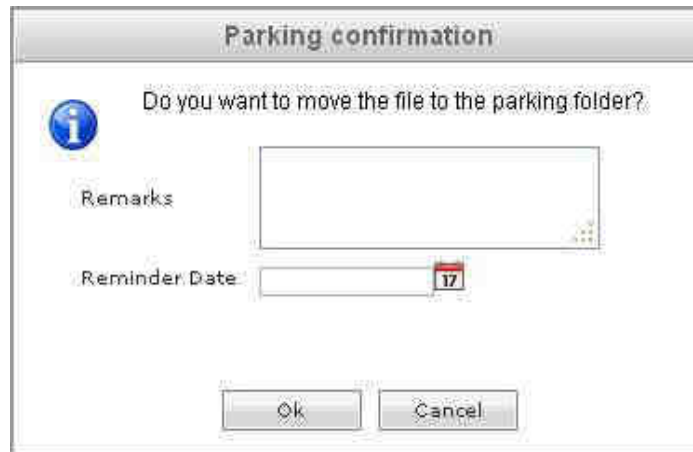 Parking confirmation
Do you want to move the file to the parking folder?
Remarks
Reminder Date
17
Ok
Cancel